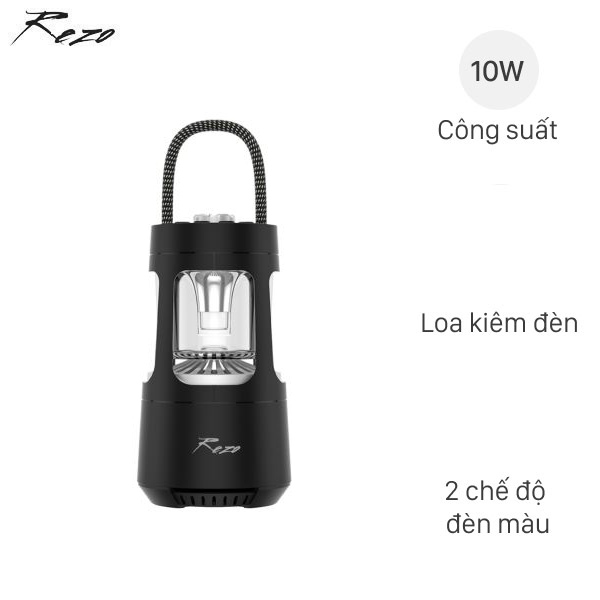 Rezo
10W
Công suất
Loa kiêm đèn
Rezo
2 chế độ
đèn màu